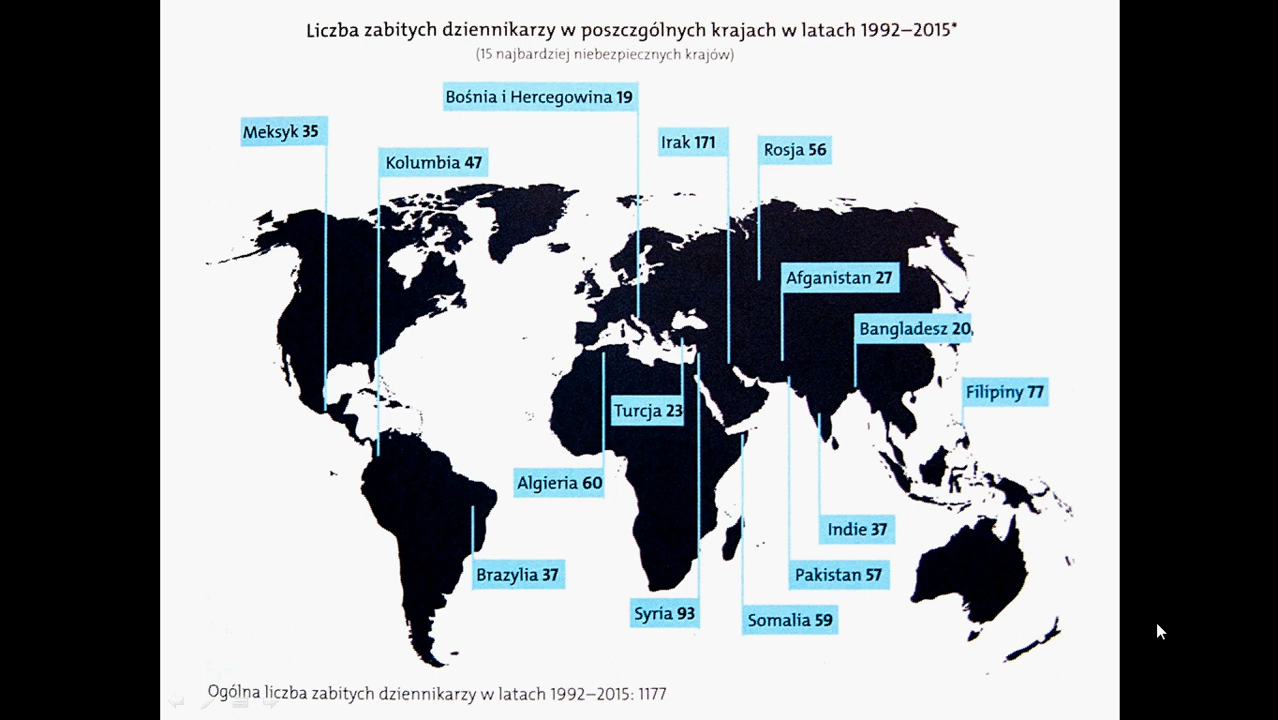 Liczba zabitych dziennikarzy w poszczególnych krajach w latach 1992–2015*
(15 najbardziej niebezpiecznych krajów)
Bośnia i Hercegowina 19
Meksyk 35
Irak 171
Rosja 56
Kolumbia 47
Afganistan 27
Bangladesz 20
Filipiny 77
Turcja 23
Algieria 60
Indie 37
Brazylia 37
Pakistan 57
Syria 93
Somalia 59
Ogólna liczba zabitych dziennikarzy w latach 1992–2015: 1177